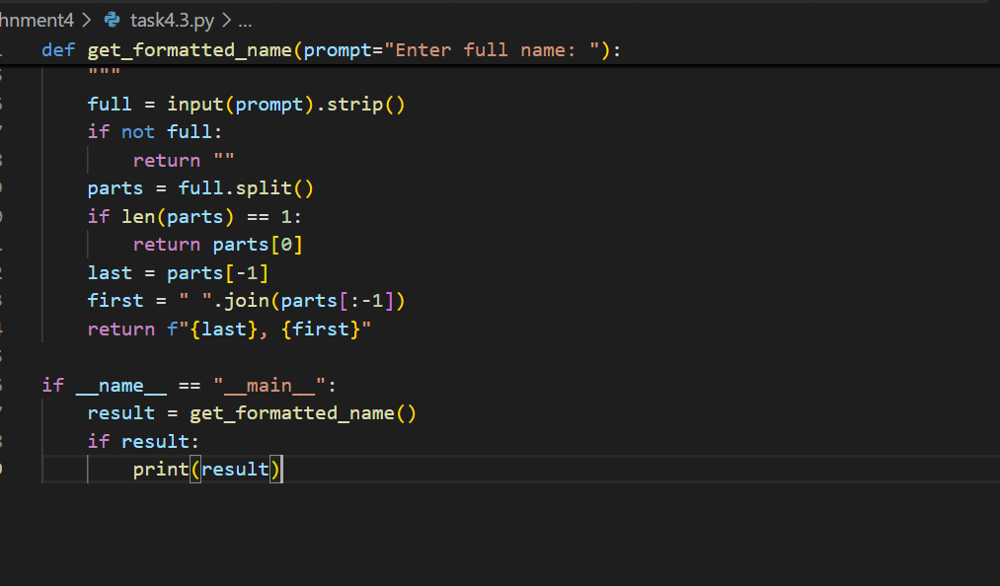 hnment4 > task4.3.py > ...
def get_formatted_name(prompt="Enter full name: "):
    """
    full = input(prompt).strip()
    if not full:
        return ""
    parts = full.split()
    if len(parts) == 1:
        return parts[0]
    last = parts[-1]
    first = " ".join(parts[:-1])
    return f"{last}, {first}"

if __name__ == "__main__":
    result = get_formatted_name()
    if result:
        print(result)